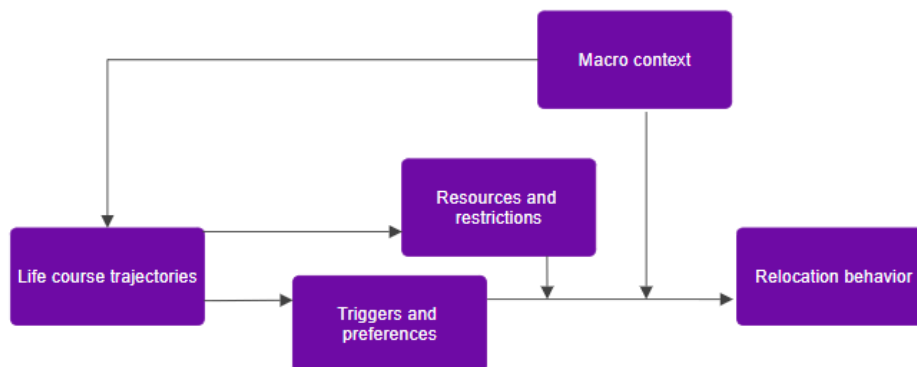 Macro context
Resources and
restrictions
Life course trajectories
Relocation behavior
Triggers and
preferences